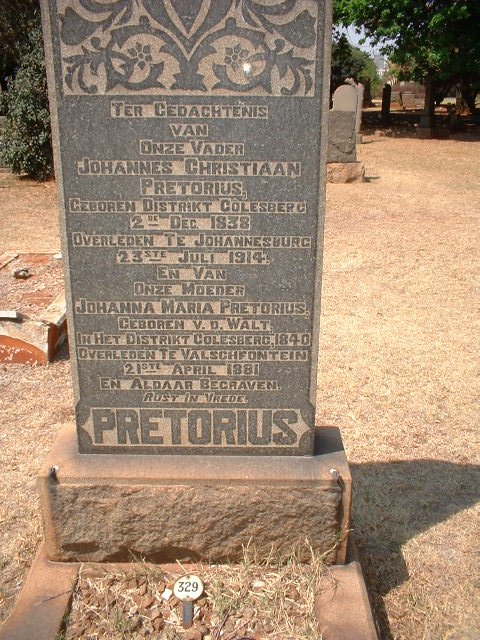 TER GEDACHTENIS
VAN
ONZE VADER
JOHANNES CHRISTIAAN
PRETORIUS,
GEBOREN DISTRIKT COLESBERG
2DE DEC. 1838
OVERLEDEN TE JOHANNESBURG
23STE JULI 1914.
EN VAN
ONZE MOEDER
JOHANNA MARIA PRETORIUS,
GEBOREN V.D. WALT,
IN HET DISTRIKT COLESBERG, 1840
OVERLEDEN TE VALSCHFONTEIN
21STE APRIL 1881
EN ALDAAR BEGRAVEN.
RUST IN VREDE.
PRETORIUS
329